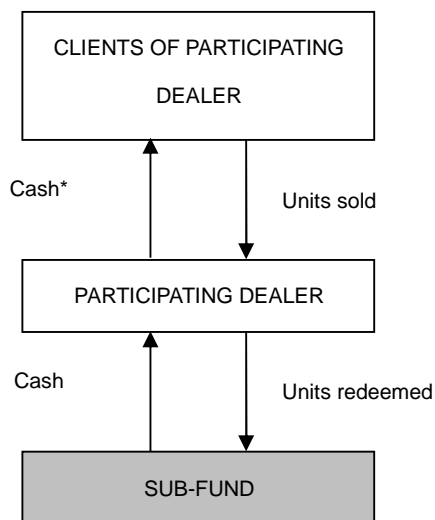 CLIENTS OF PARTICIPATING
DEALER
Cash*
Units sold
PARTICIPATING DEALER
Cash
Units redeemed
SUB-FUND